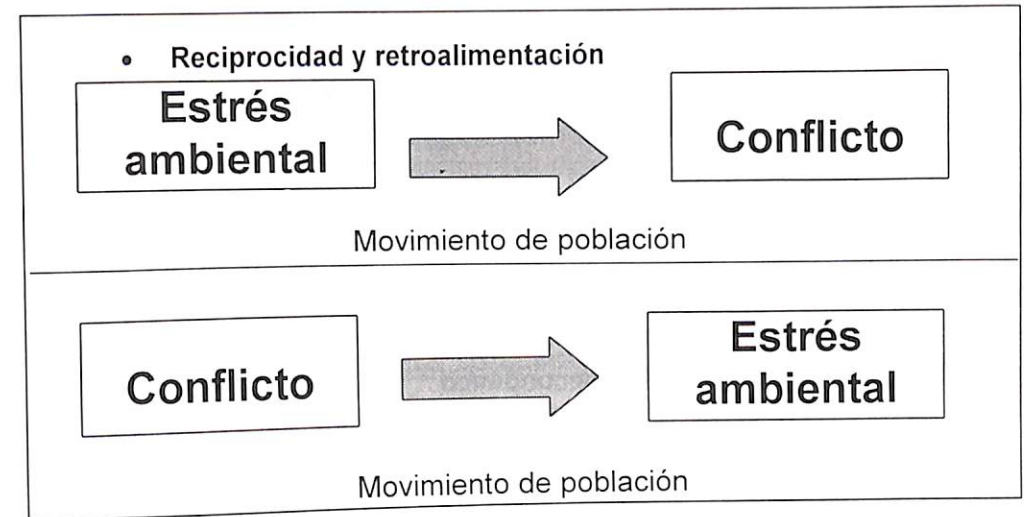 • Reciprocidad y retroalimentación
Estrés
ambiental
Conflicto
Movimiento de población
Conflicto
Estrés
ambiental
Movimiento de población